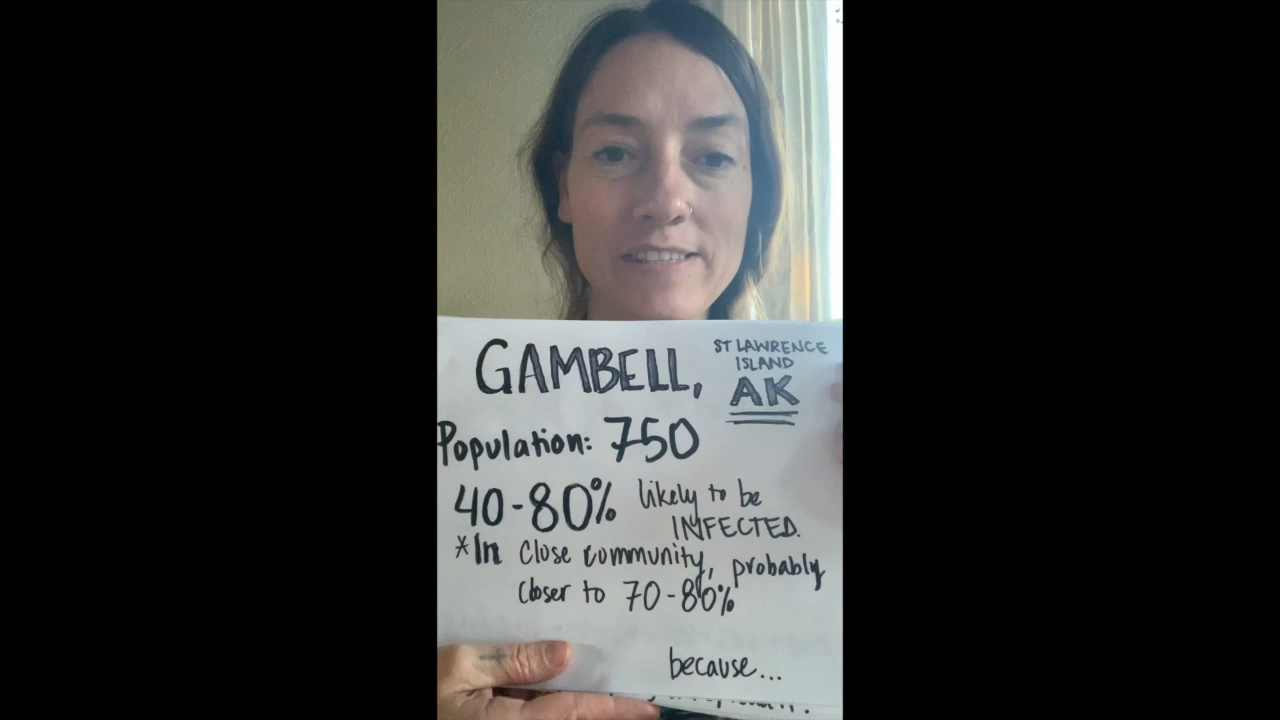 GAMBELL,
ST LAWRENCE
ISLAND
AK
Population: 750
40-80% likely to be
INFECTED.
*In close community, probably
closer to 70-80%
because...